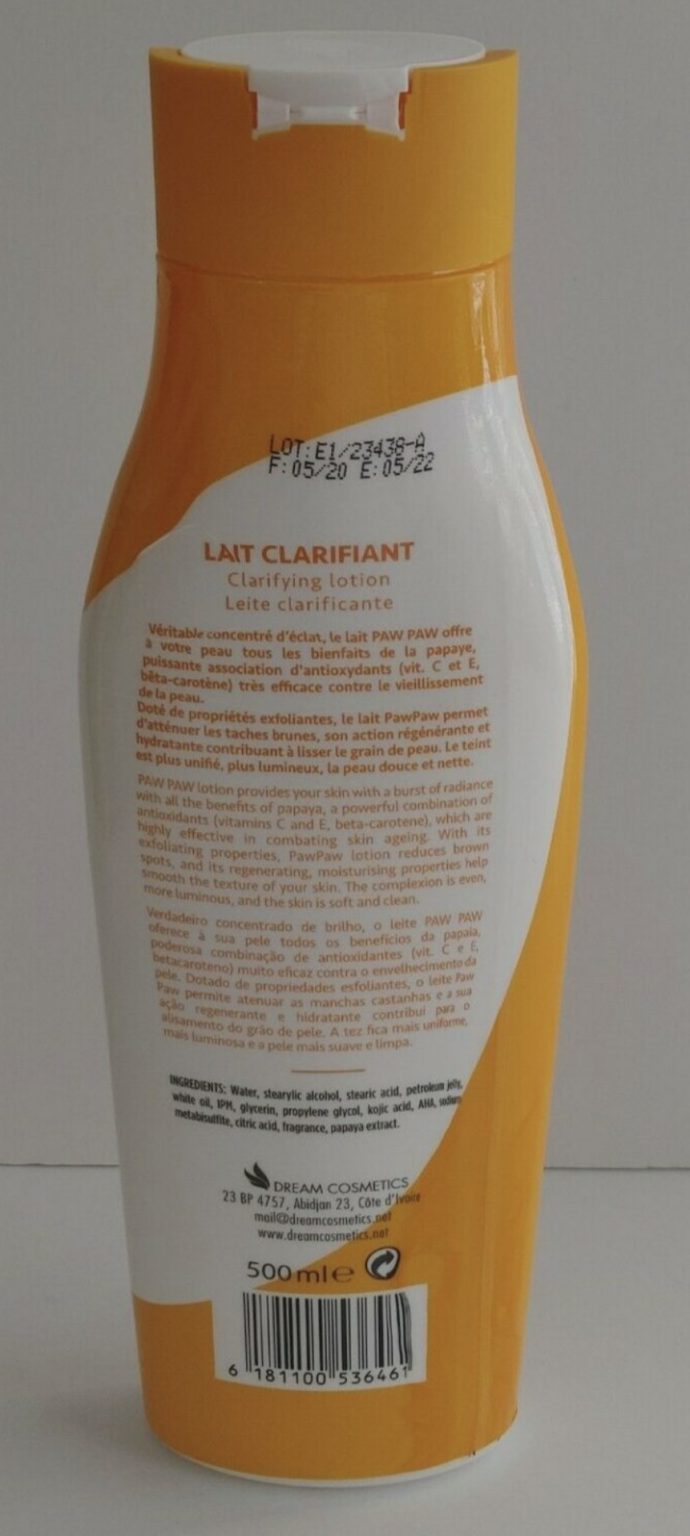 LOT:E1/23438-A
F:05/20 E:05/22
LAIT CLARIFIANT
Clarifying lotion
Leite clarificante
Véritable concentré d'éclat, le lait PAW PAW offre
à votre peau tous les bienfaits de la papaye,
puissante association d'antioxydants (vit. C et E,
bêta-carotène) très efficace contre le vieillissement
de la peau.
Doté de propriétés exfoliantes, le lait PawPaw permet
d'atténuer les taches brunes, son action régénérante et
hydratante contribuant à lisser le grain de peau. Le teint
est plus unifié, plus lumineux, la peau douce et nette.
PAW PAW lotion provides your skin with a burst of radiance
with all the benefits of papaya, a powerful combination of
antioxidants (vitamins C and E, beta-carotene), which are
highly effective in combating skin ageing. With its
exfoliating properties, PawPaw lotion reduces brown
spots, and its regenerating, moisturising properties help
smooth the texture of your skin. The complexion is even,
more luminous, and the skin is soft and clean.
Verdadeiro concentrado de brilho, o leite PAW PAW
oferece à sua pele todos os benefícios da papaia,
poderosa combinação de antioxidantes (vit. C e E,
betacaroteno) muito eficaz contra o envelhecimento da
pele. Dotado de propriedades esfoliantes, o leite Paw
Paw permite atenuar as manchas castanhas e a sua
ação regenerante e hidratante contribui para o
alisamento do grão de pele. A tez fica mais uniforme,
mais luminosa e a pele mais suave e limpa.
INGREDIENTS: Water, stearylic alcohol, stearic acid, petroleum jelly,
white oil, IPM, glycerin, propylene glycol, kojic acid, AHA, sodium
metabisulfite, citric acid, fragrance, papaya extract.
DREAM COSMETICS
23 BP 4757, Abidjan 23, Côte d'Ivoire
mail@dreamcosmetics.net
www.dreamcosmetics.net
500 ml e
6 181100 536461